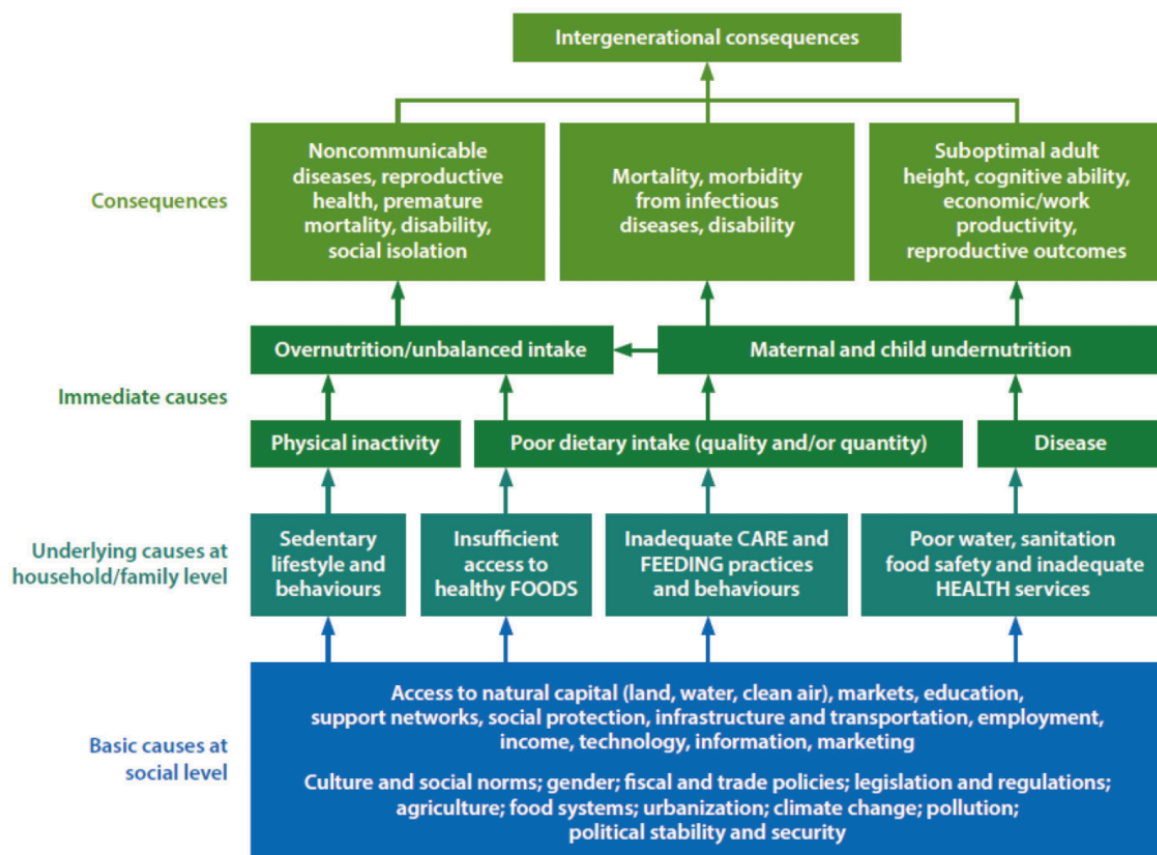 Intergenerational consequences
Consequences
Noncommunicable
diseases, reproductive
health, premature
mortality, disability,
social isolation
Mortality, morbidity
from infectious
diseases, disability
Suboptimal adult
height, cognitive ability,
economic/work
productivity,
reproductive outcomes
Immediate causes
Overnutrition/unbalanced intake
Maternal and child undernutrition
Physical inactivity
Poor dietary intake (quality and/or quantity)
Disease
Underlying causes at
household/family level
Sedentary
lifestyle and
behaviours
Insufficient
access to
healthy FOODS
Inadequate CARE and
FEEDING practices
and behaviours
Poor water, sanitation
food safety and inadequate
HEALTH services
Basic causes at
social level
Access to natural capital (land, water, clean air), markets, education,
support networks, social protection, infrastructure and transportation, employment,
income, technology, information, marketing
Culture and social norms; gender; fiscal and trade policies; legislation and regulations;
agriculture; food systems; urbanization; climate change; pollution;
political stability and security